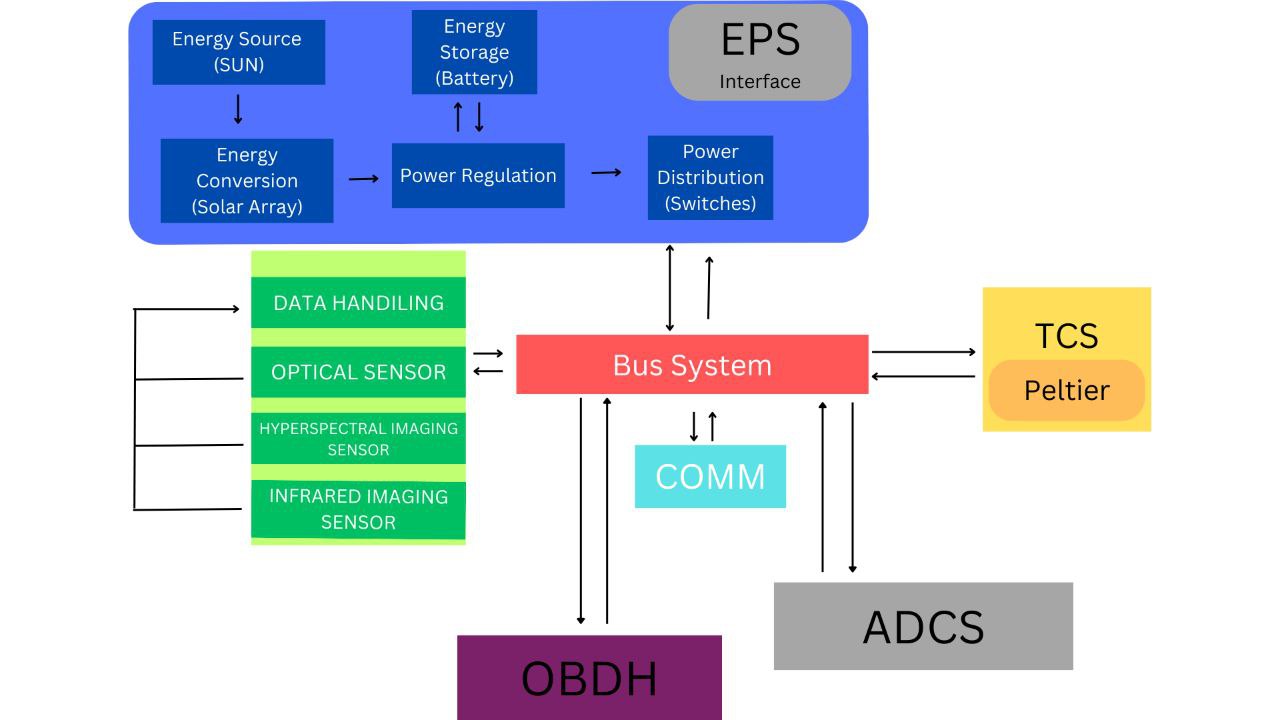 Energy Source
(SUN)
Energy
Storage
(Battery)
EPS
Interface
Energy
Conversion
(Solar Array)
Power Regulation
Power
Distribution
(Switches)
DATA HANDILING
OPTICAL SENSOR
HYPERSPECTRAL IMAGING
SENSOR
INFRARED IMAGING
SENSOR
Bus System
TCS
Peltier
COMM
ADCS
OBDH